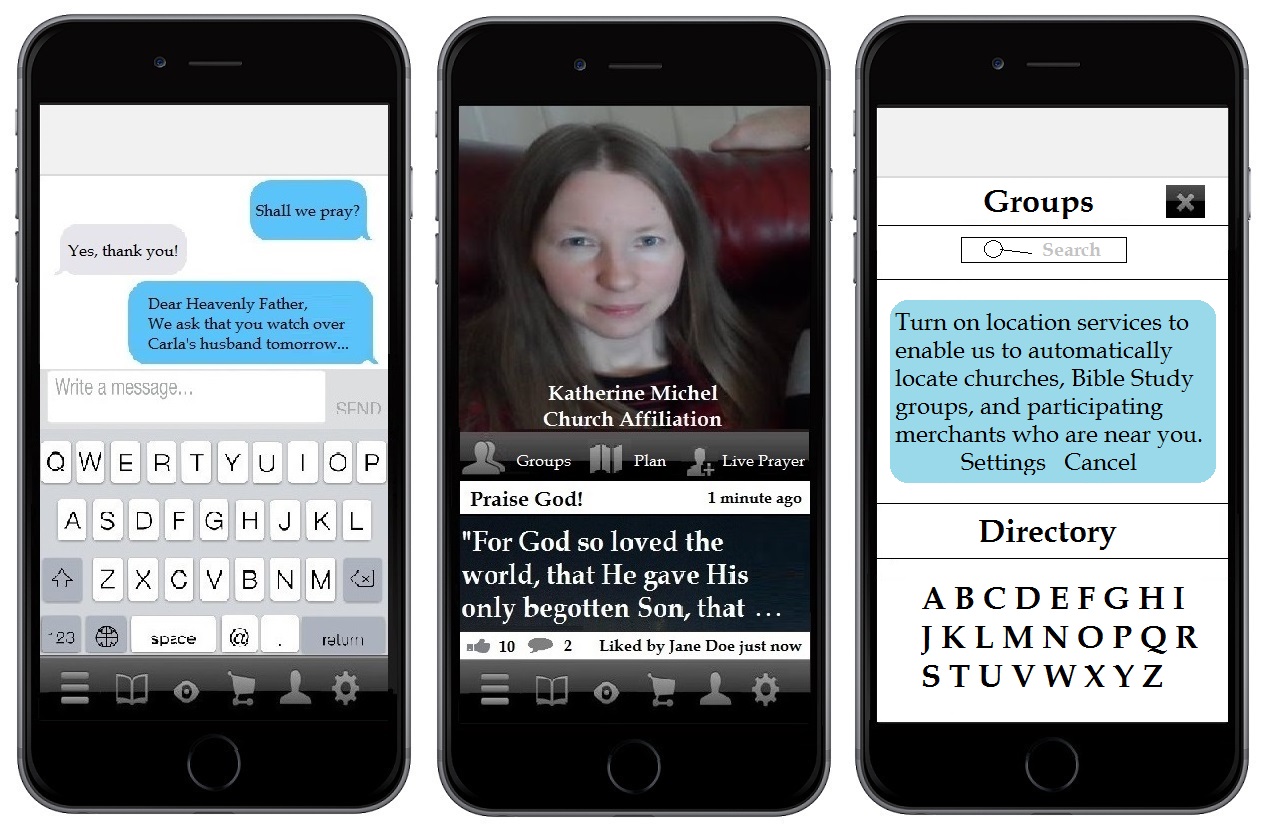 Shall we pray?
Yes, thank you!
Dear Heavenly Father,
We ask that you watch over
Carla's husband tomorrow...
Write a message...
SEND
Q W E R T Y U I O P
A S D F G H J K L
Z X C V B N M
123 space @ . return
Katherine Michel
Church Affiliation
Groups Plan Live Prayer
Praise God! 1 minute ago
"For God so loved the
world, that He gave His
only begotten Son, that ...
10 2 Liked by Jane Doe just now
Groups
Search
Turn on location services to
enable us to automatically
locate churches, Bible Study
groups, and participating
merchants who are near you.
Settings Cancel
Directory
A B C D E F G H I
J K L M N O P Q R
S T U V W X Y Z